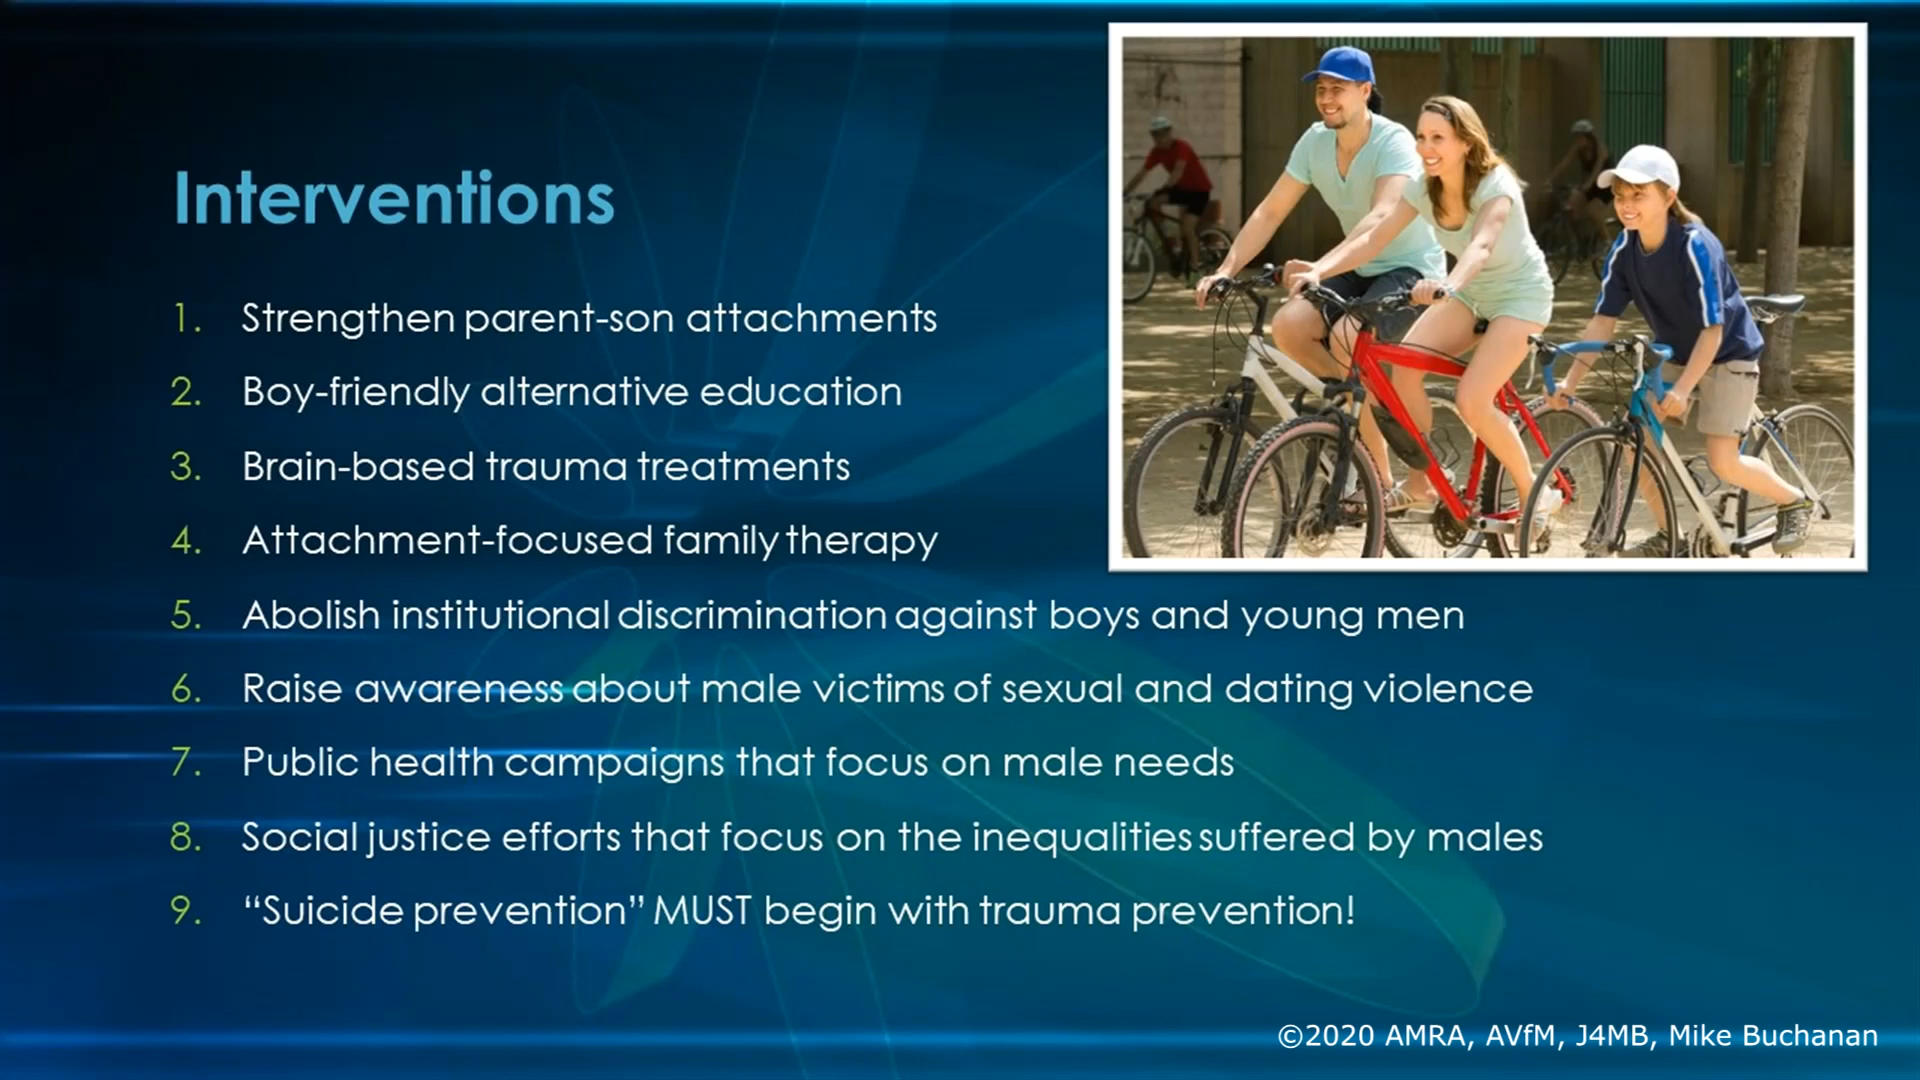 Interventions
1. Strengthen parent-son attachments
2. Boy-friendly alternative education
3. Brain-based trauma treatments
4. Attachment-focused family therapy
5. Abolish institutional discrimination against boys and young men
6. Raise awareness about male victims of sexual and dating violence
7. Public health campaigns that focus on male needs
8. Social justice efforts that focus on the inequalities suffered by males
9. “Suicide prevention” MUST begin with trauma prevention!
©2020 AMRA, AVfM, J4MB, Mike Buchanan